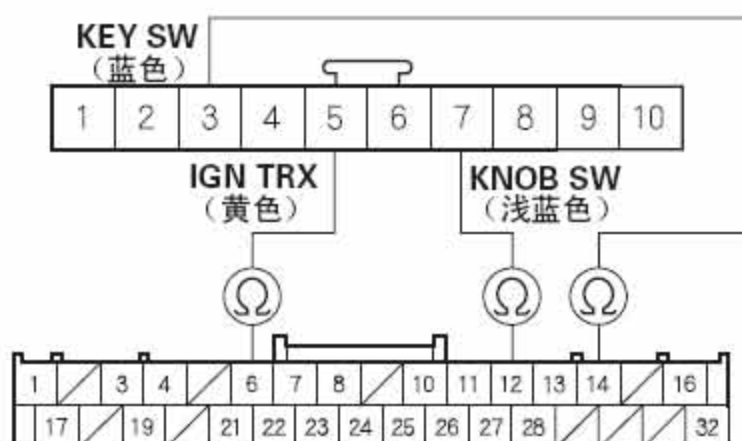 KEY SW
（蓝色）
1 2 3 4 5 6 7 8 9 10
IGN TRX
（黄色）
KNOB SW
（浅蓝色）
Ω Ω Ω
1 3 4 6 7 8 10 11 12 13 14 16
17 19 21 22 23 24 25 26 27 28 32